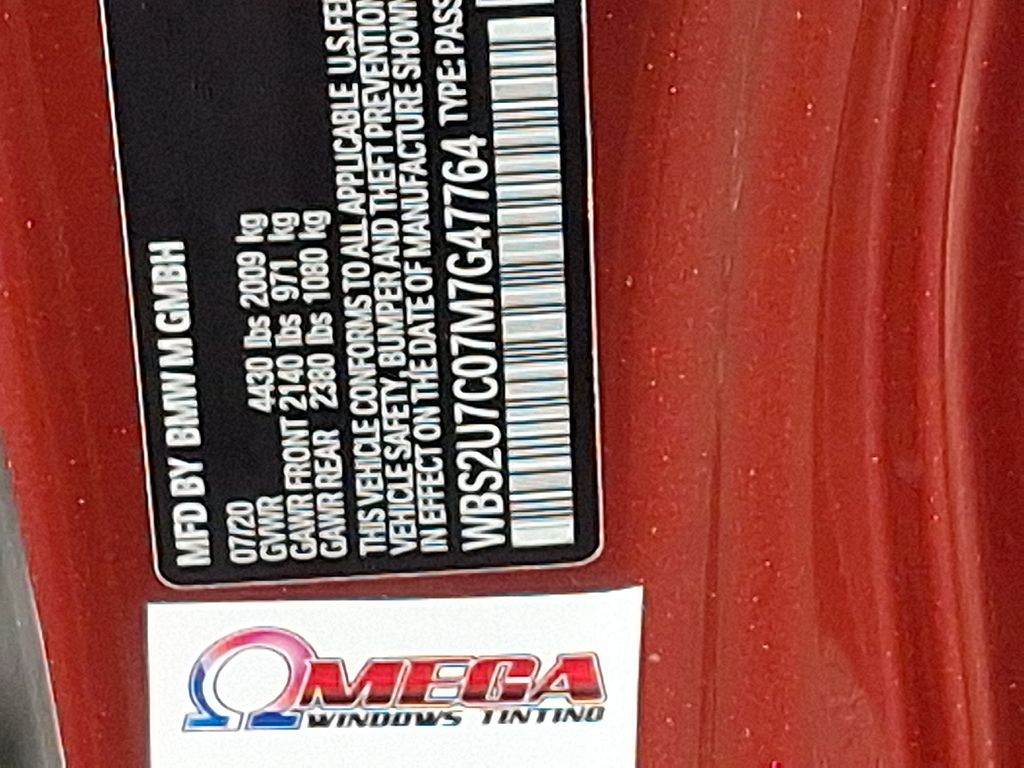 MFD BY BMW M GMBH
07/20
GVWR 4430 lbs 2009 kg
GAWR FRONT 2140 lbs 971 kg
GAWR REAR 2380 lbs 1080 kg
THIS VEHICLE CONFORMS TO ALL APPLICABLE U.S.FE
VEHICLE SAFETY, BUMPER AND THEFT PREVENTION
IN EFFECT ON THE DATE OF MANUFACTURE SHOWN
WBS2U7C07M7G47764 TYPE: PASS
ΩMEGA
WINDOWS TINTING